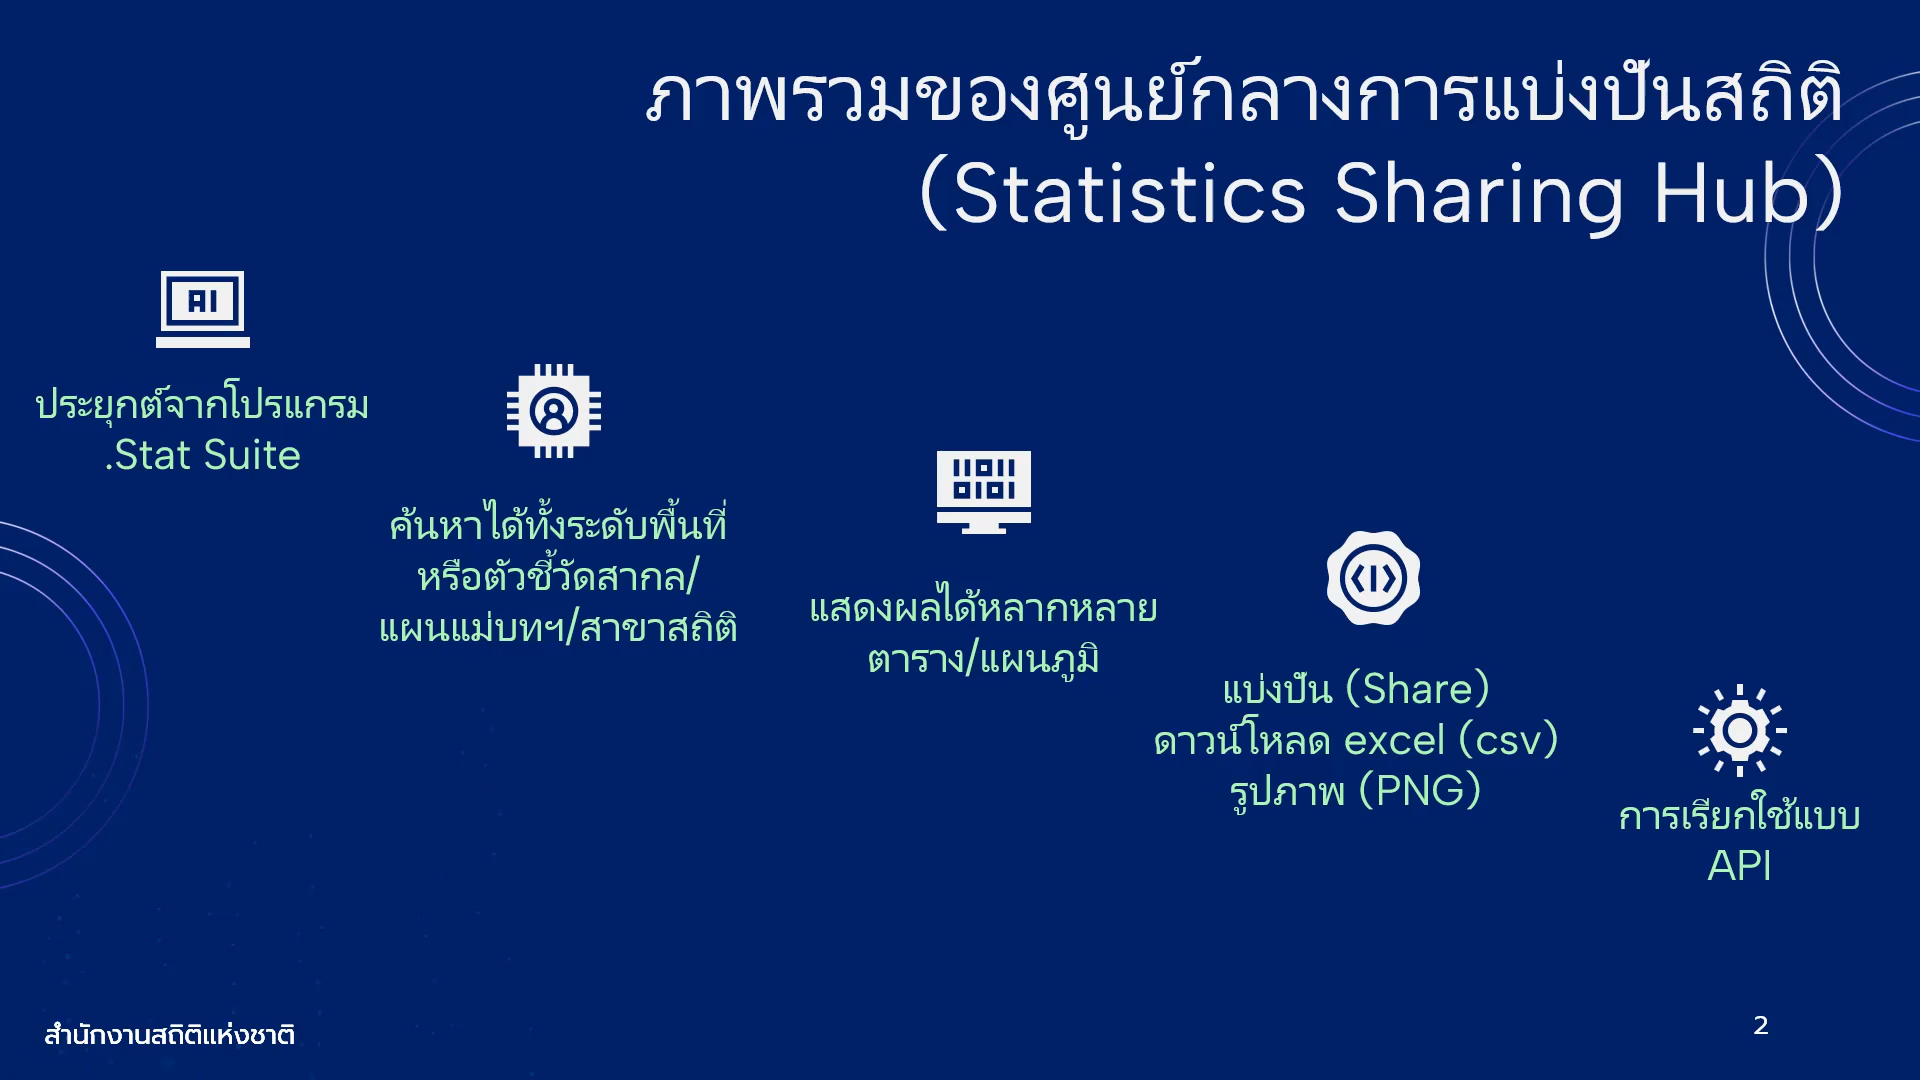 ภาพรวมของศูนย์กลางการแบ่งปันสถิติ
(Statistics Sharing Hub)
AI
ประยุกต์จากโปรแกรม
.Stat Suite
ค้นหาได้ทั้งระดับพื้นที่
หรือตัวชี้วัดสากล/
แผนแม่บทฯ/สาขาสถิติ
แสดงผลได้หลากหลาย
ตาราง/แผนภูมิ
แบ่งปัน (Share)
ดาวน์โหลด excel (csv)
รูปภาพ (PNG)
การเรียกใช้แบบ
API
สำนักงานสถิติแห่งชาติ
2